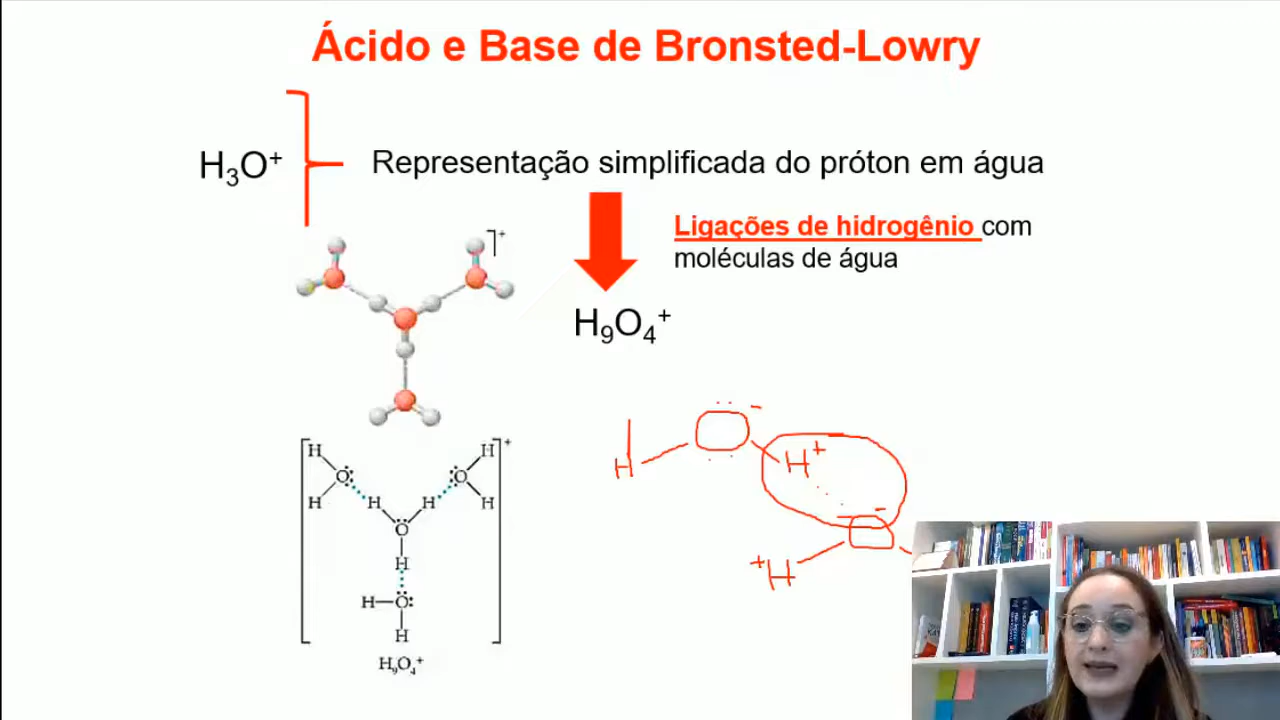 Ácido e Base de Bronsted-Lowry
H₃O⁺
Representação simplificada do próton em água
Ligações de hidrogênio com
moléculas de água
H₉O₄⁺
]⁺
H H
O O
H H H H
O
H
H—O
H
]⁺
H₉O₄⁺
O⁻
H H⁺
O⁻
⁺H